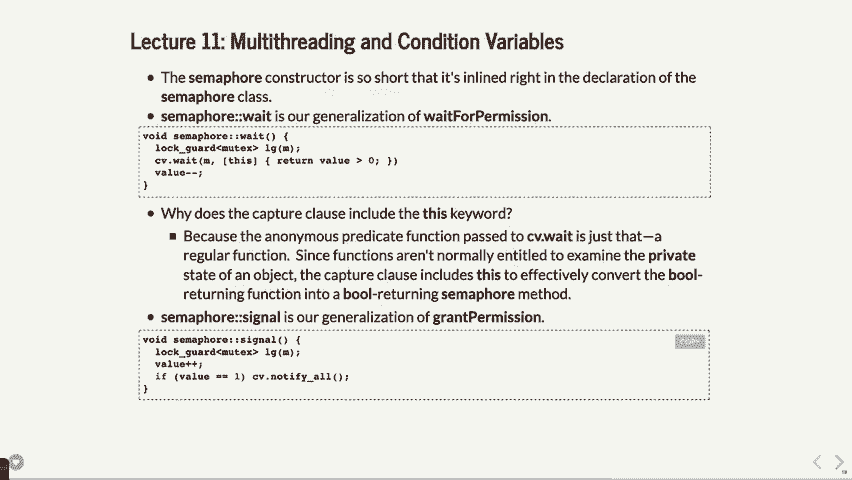 Lecture 11: Multithreading and Condition Variables
• The semaphore constructor is so short that it's inlined right in the declaration of the
semaphore class.
• semaphore::wait is our generalization of waitForPermission.
void semaphore::wait() {
lock_guard<mutex> lg(m);
cv.wait(m, [this] { return value > 0; })
value--;
}
• Why does the capture clause include the this keyword?
▪ Because the anonymous predicate function passed to cv.wait is just that—a
regular function. Since functions aren't normally entitled to examine the private
state of an object, the capture clause includes this to effectively convert the bool-
returning function into a bool-returning semaphore method.
• semaphore::signal is our generalization of grantPermission.
void semaphore::signal() {
lock_guard<mutex> lg(m);
value++;
if (value == 1) cv.notify_all();
}